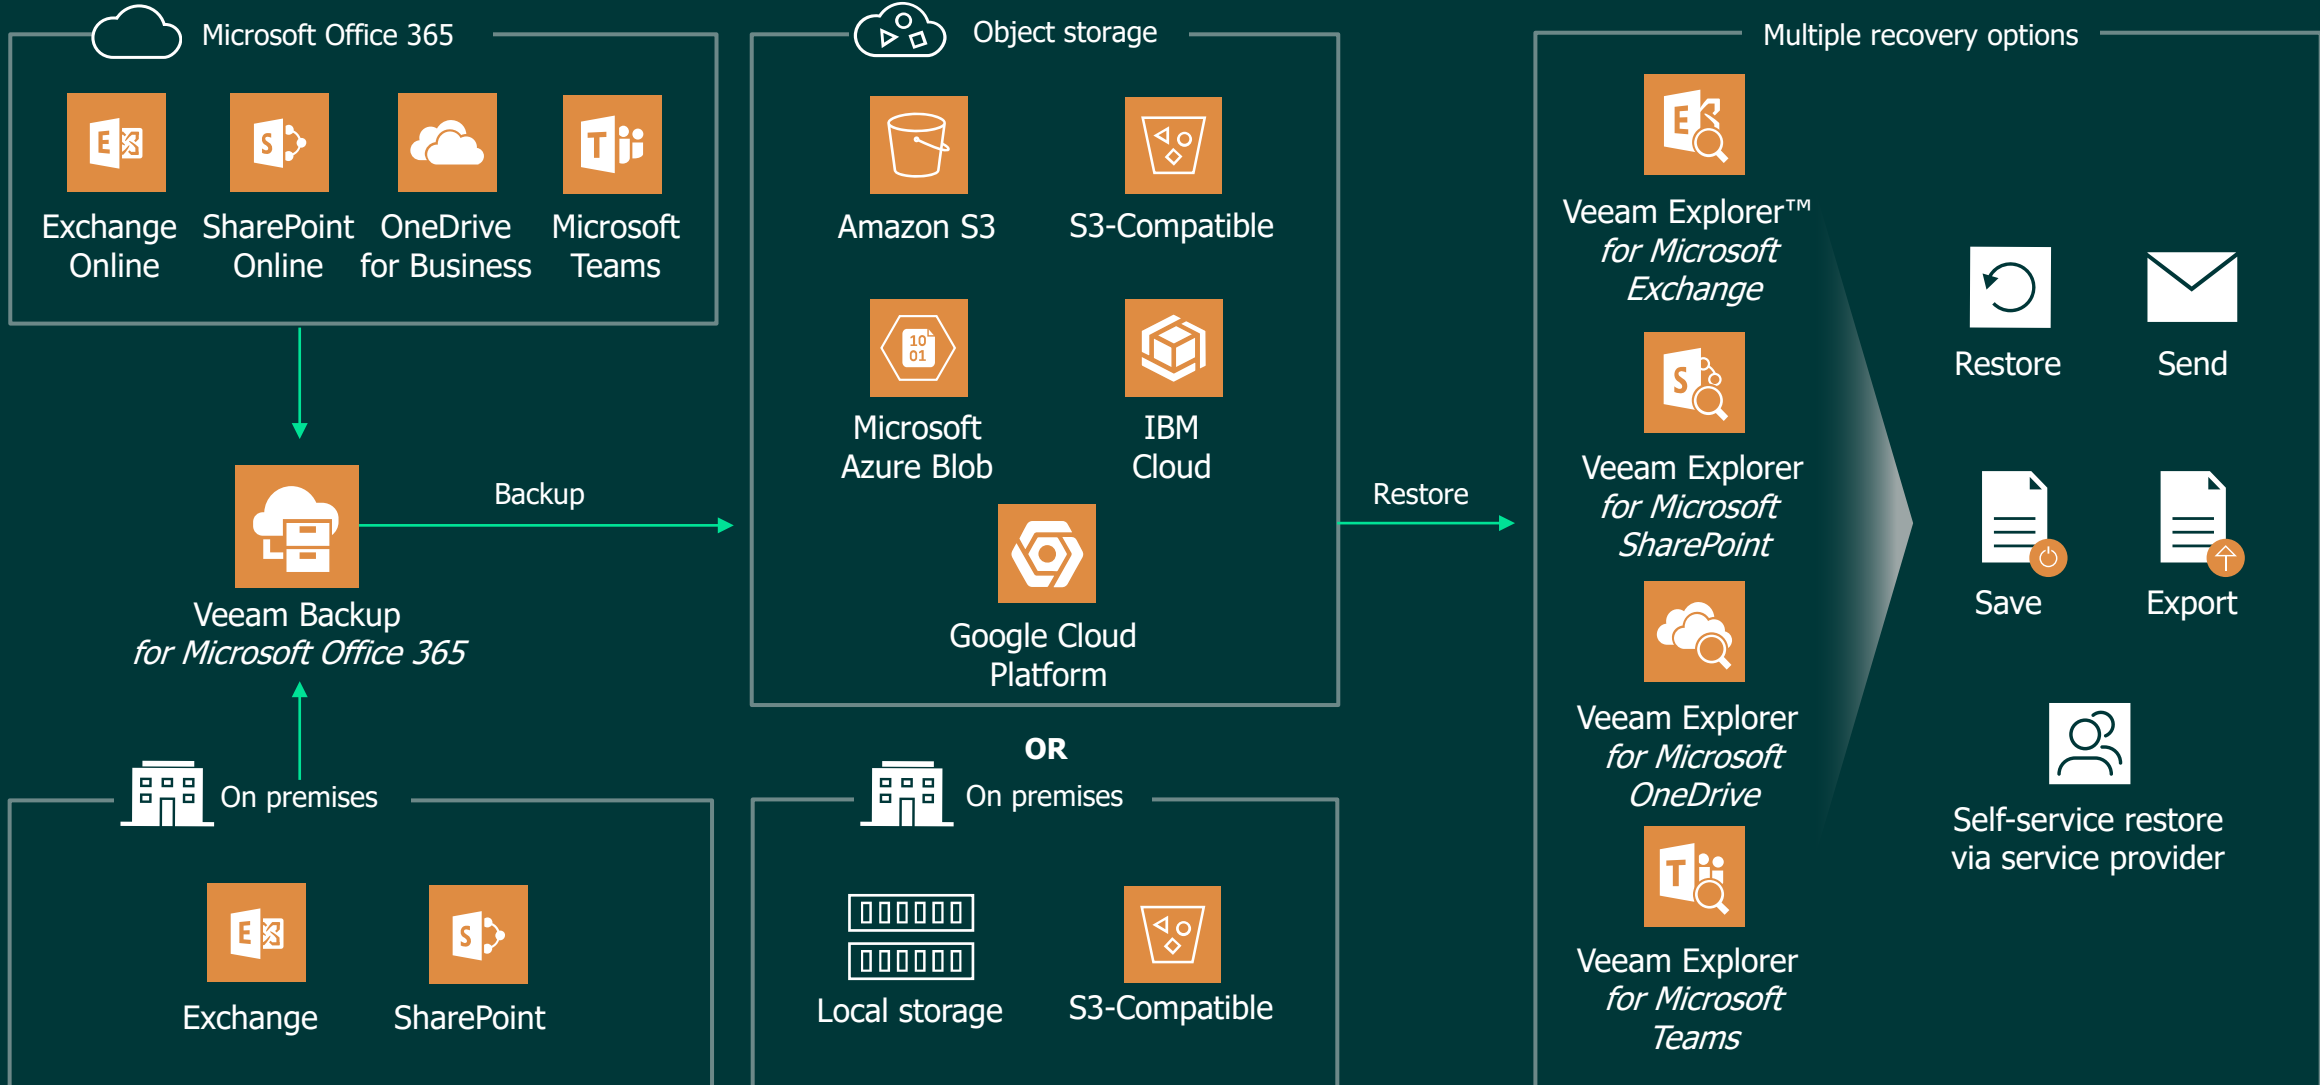 Microsoft Office 365
E
S
T
Exchange
Online
SharePoint
Online
OneDrive
for Business
Microsoft
Teams
Veeam Backup
for Microsoft Office 365
On premises
E
S
Exchange
SharePoint
Backup
Object storage
Amazon S3
S3-Compatible
10
01
Microsoft
Azure Blob
IBM
Cloud
Google Cloud
Platform
OR
On premises
Local storage
S3-Compatible
Restore
Multiple recovery options
E
Veeam Explorer™
for Microsoft
Exchange
S
Veeam Explorer
for Microsoft
SharePoint
Veeam Explorer
for Microsoft
OneDrive
T
Veeam Explorer
for Microsoft
Teams
Restore
Send
Save
Export
Self-service restore
via service provider